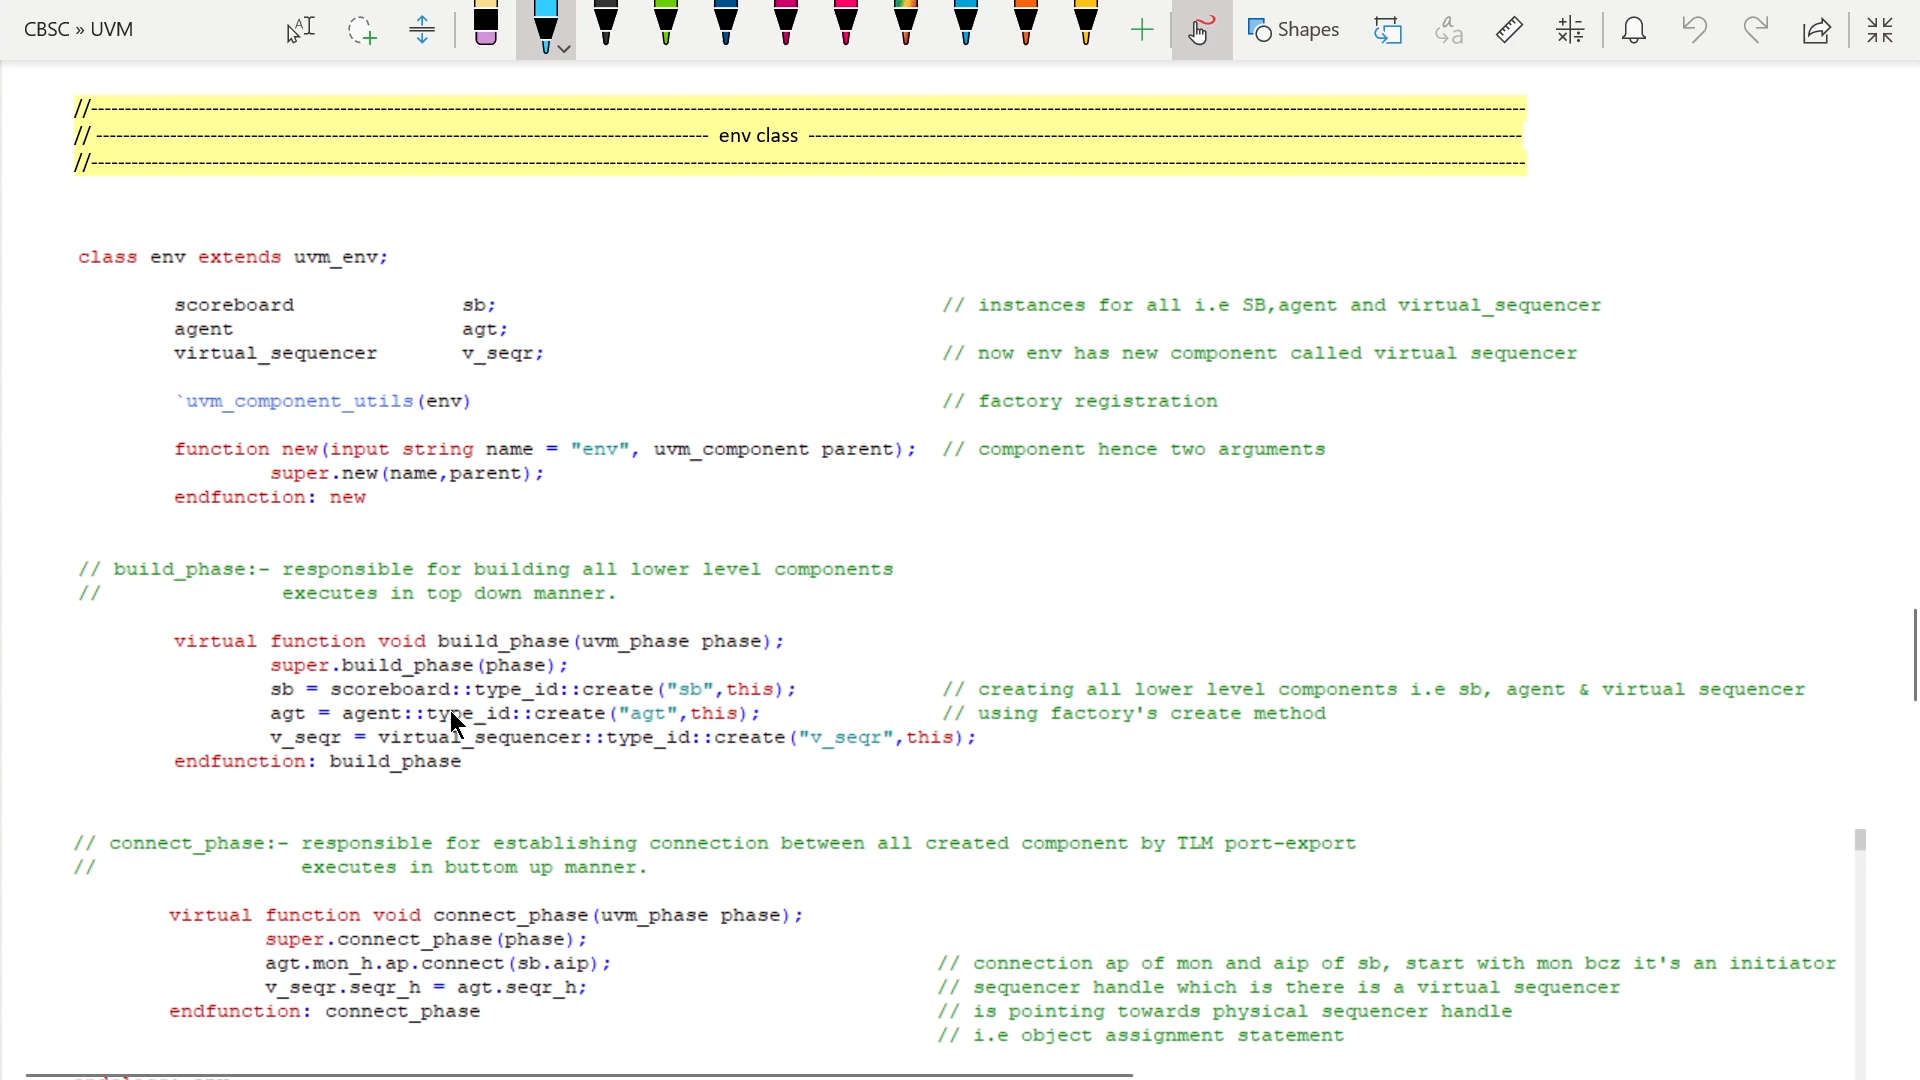 CBSC » UVM
Shapes
//------------------------------------------------------------------------------------------------------------------------
// ------------------------------------------------------ env class ------------------------------------------------------
//------------------------------------------------------------------------------------------------------------------------
class env extends uvm_env;
scoreboard sb; // instances for all i.e SB,agent and virtual_sequencer
agent agt;
virtual_sequencer v_seqr; // now env has new component called virtual sequencer
`uvm_component_utils(env) // factory registration
function new(input string name = "env", uvm_component parent); // component hence two arguments
super.new(name,parent);
endfunction: new
// build_phase:- responsible for building all lower level components
// executes in top down manner.
virtual function void build_phase(uvm_phase phase);
super.build_phase(phase);
sb = scoreboard::type_id::create("sb",this); // creating all lower level components i.e sb, agent & virtual sequencer
agt = agent::type_id::create("agt",this); // using factory's create method
v_seqr = virtual_sequencer::type_id::create("v_seqr",this);
endfunction: build_phase
// connect_phase:- responsible for establishing connection between all created component by TLM port-export
// executes in buttom up manner.
virtual function void connect_phase(uvm_phase phase);
super.connect_phase(phase);
agt.mon_h.ap.connect(sb.aip); // connection ap of mon and aip of sb, start with mon bcz it's an initiator
v_seqr.seqr_h = agt.seqr_h; // sequencer handle which is there is a virtual sequencer
endfunction: connect_phase // is pointing towards physical sequencer handle
// i.e object assignment statement